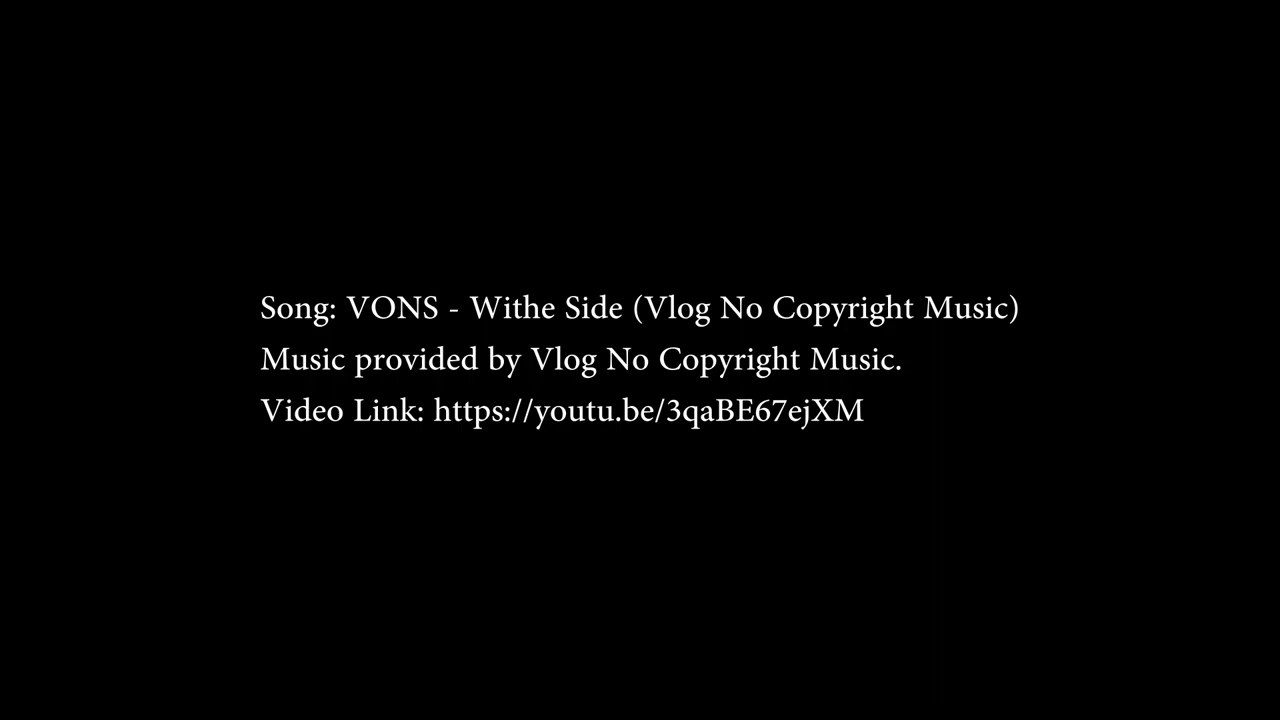 Song: VONS - Withe Side (Vlog No Copyright Music)
Music provided by Vlog No Copyright Music.
Video Link: https://youtu.be/3qaBE67ejXM